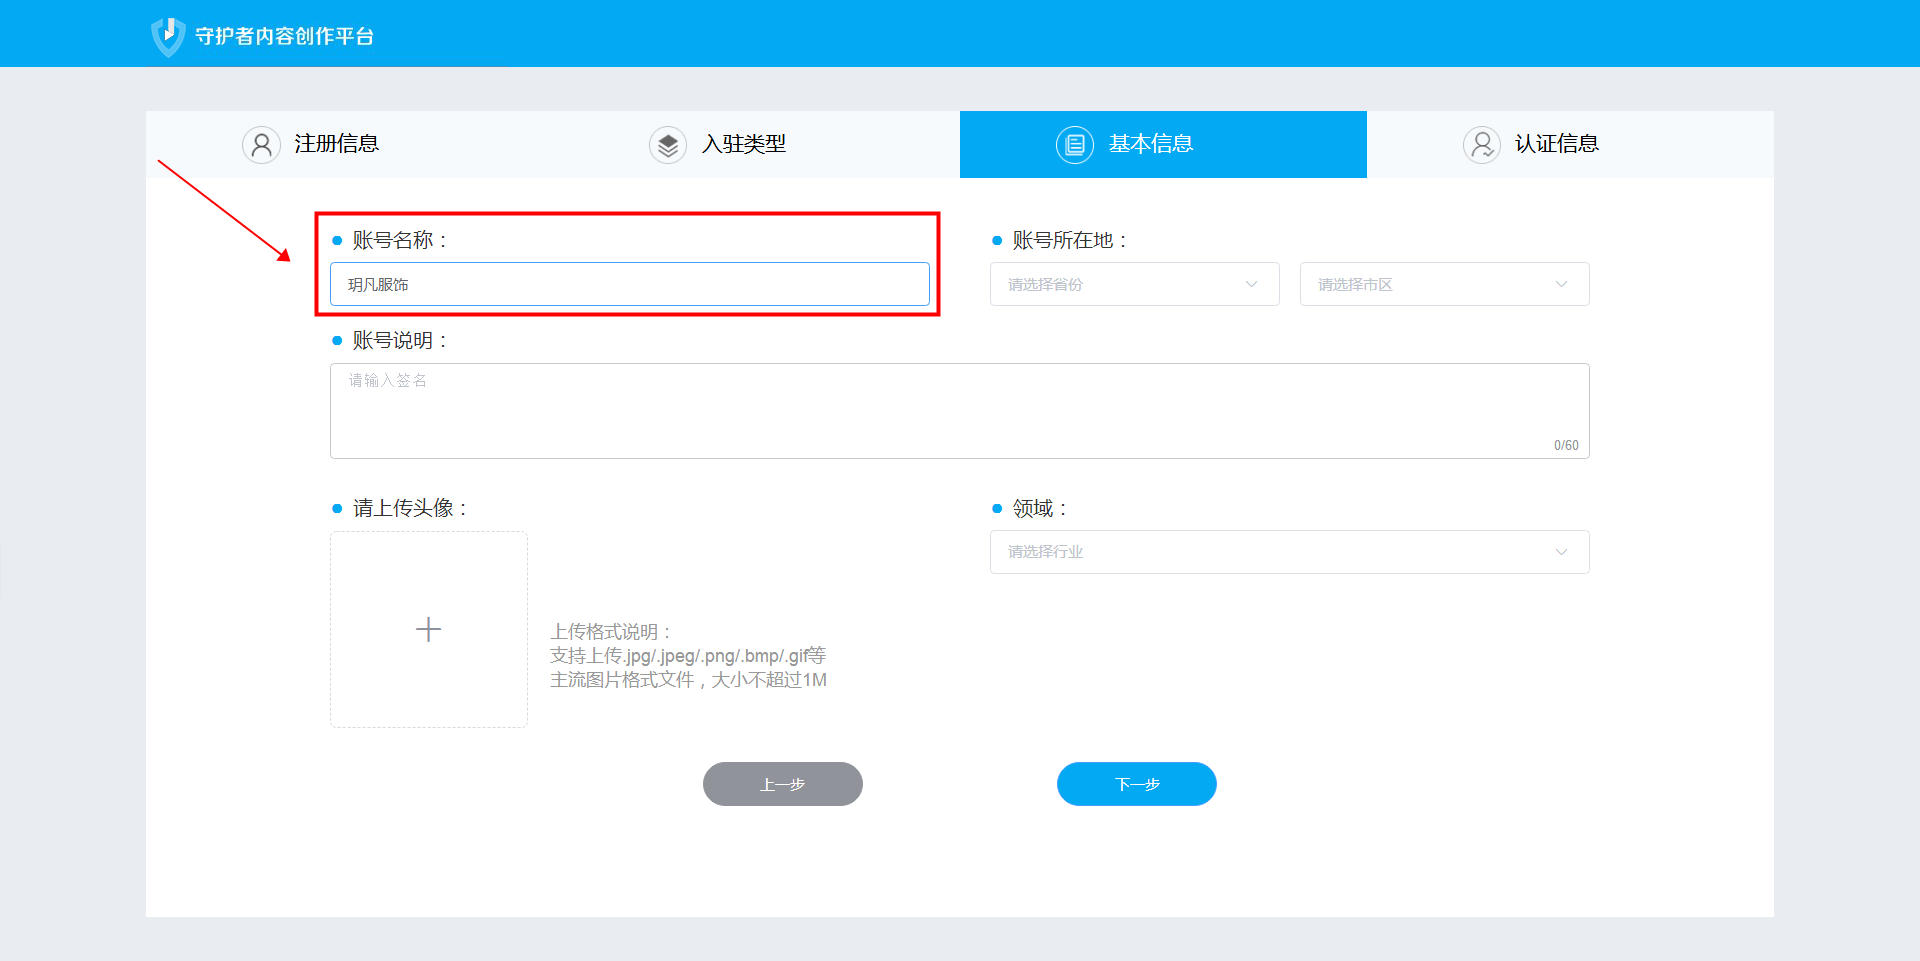 守护者内容创作平台
注册信息
入驻类型
基本信息
认证信息
账号名称：
玥凡服饰
账号所在地：
请选择省份
请选择市区
账号说明：
请输入签名
0/60
请上传头像：
领域：
请选择行业
上传格式说明：
支持上传.jpg/.jpeg/.png/.bmp/.gif等
主流图片格式文件，大小不超过1M
上一步
下一步